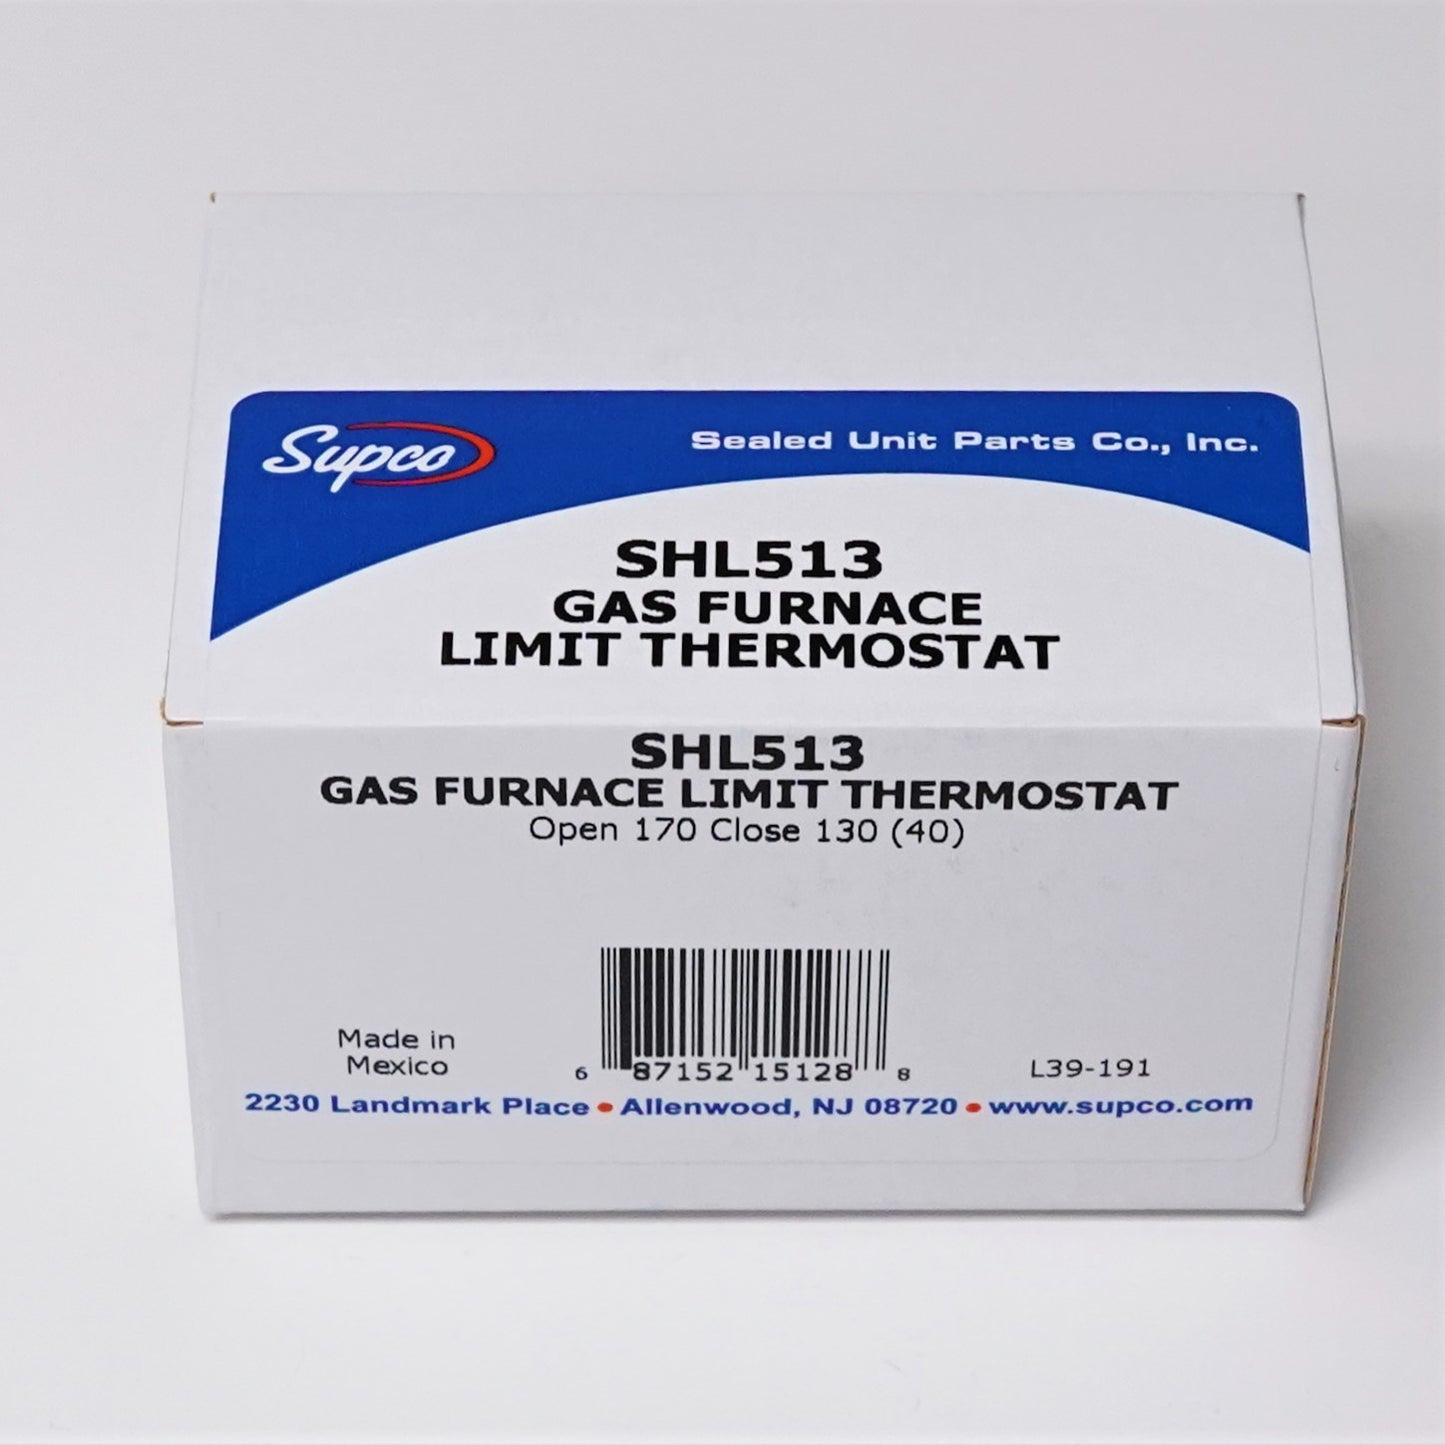 Supco
Sealed Unit Parts Co., Inc.
SHL513
GAS FURNACE
LIMIT THERMOSTAT
SHL513
GAS FURNACE LIMIT THERMOSTAT
Open 170 Close 130 (40)
Made in
Mexico
6 87152 15128 8
L39-191
2230 Landmark Place • Allenwood, NJ 08720 • www.supco.com